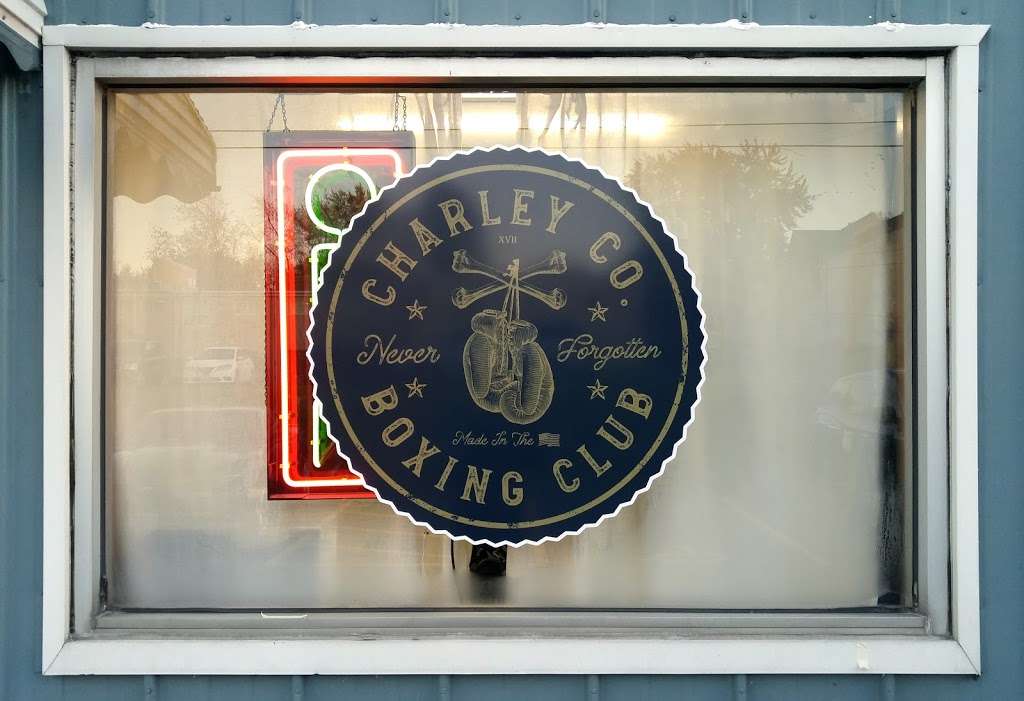 CHARLEY CO.
XVII
Never Forgotten
Made In The
BOXING CLUB